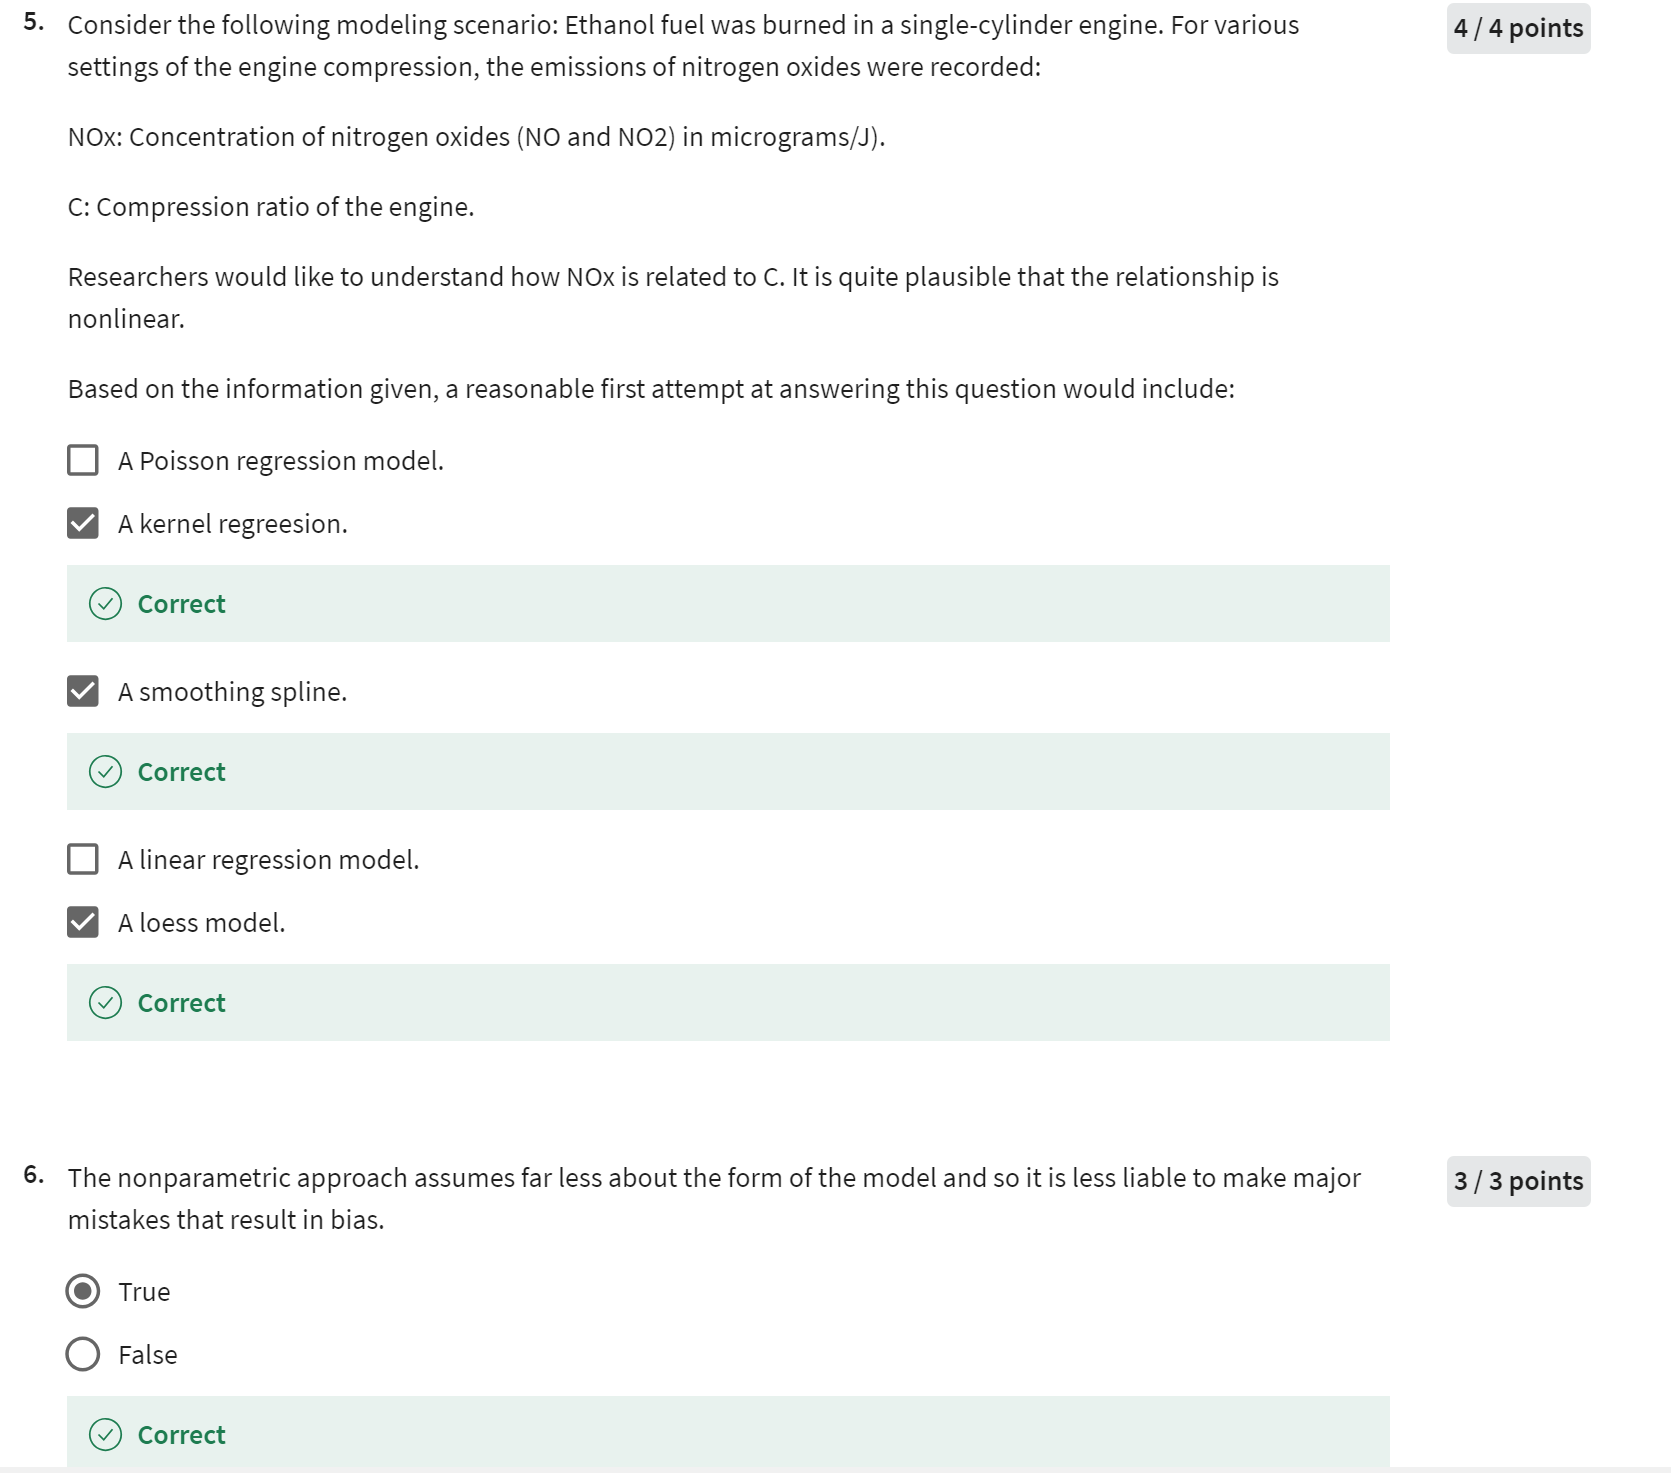 5. Consider the following modeling scenario: Ethanol fuel was burned in a single-cylinder engine. For various
4 / 4 points
settings of the engine compression, the emissions of nitrogen oxides were recorded:
NOx: Concentration of nitrogen oxides (NO and NO2) in micrograms/J).
C: Compression ratio of the engine.
Researchers would like to understand how NOx is related to C. It is quite plausible that the relationship is
nonlinear.
Based on the information given, a reasonable first attempt at answering this question would include:
A Poisson regression model.
A kernel regreesion.
Correct
A smoothing spline.
Correct
A linear regression model.
A loess model.
Correct
6. The nonparametric approach assumes far less about the form of the model and so it is less liable to make major
3 / 3 points
mistakes that result in bias.
True
False
Correct